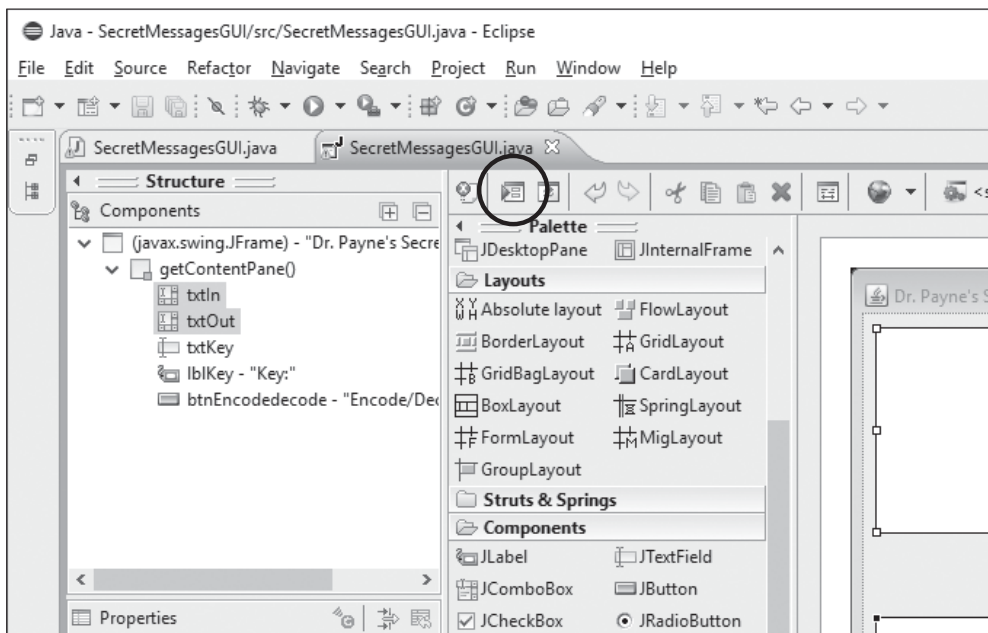 Java - SecretMessagesGUI/src/SecretMessagesGUI.java - Eclipse
File Edit Source Refactor Navigate Search Project Run Window Help
SecretMessagesGUI.java SecretMessagesGUI.java
Structure
Components
(javax.swing.JFrame) - "Dr. Payne's Secre
getContentPane()
txtIn
txtOut
txtKey
lblKey - "Key:"
btnEncodedecode - "Encode/Dec
Properties
<s
Palette
JDesktopPane JInternalFrame
Layouts
Absolute layout FlowLayout
BorderLayout GridLayout
GridBagLayout CardLayout
BoxLayout SpringLayout
FormLayout MigLayout
GroupLayout
Struts & Springs
Components
JLabel JTextField
JComboBox JButton
JCheckBox JRadioButton
Dr. Payne's S